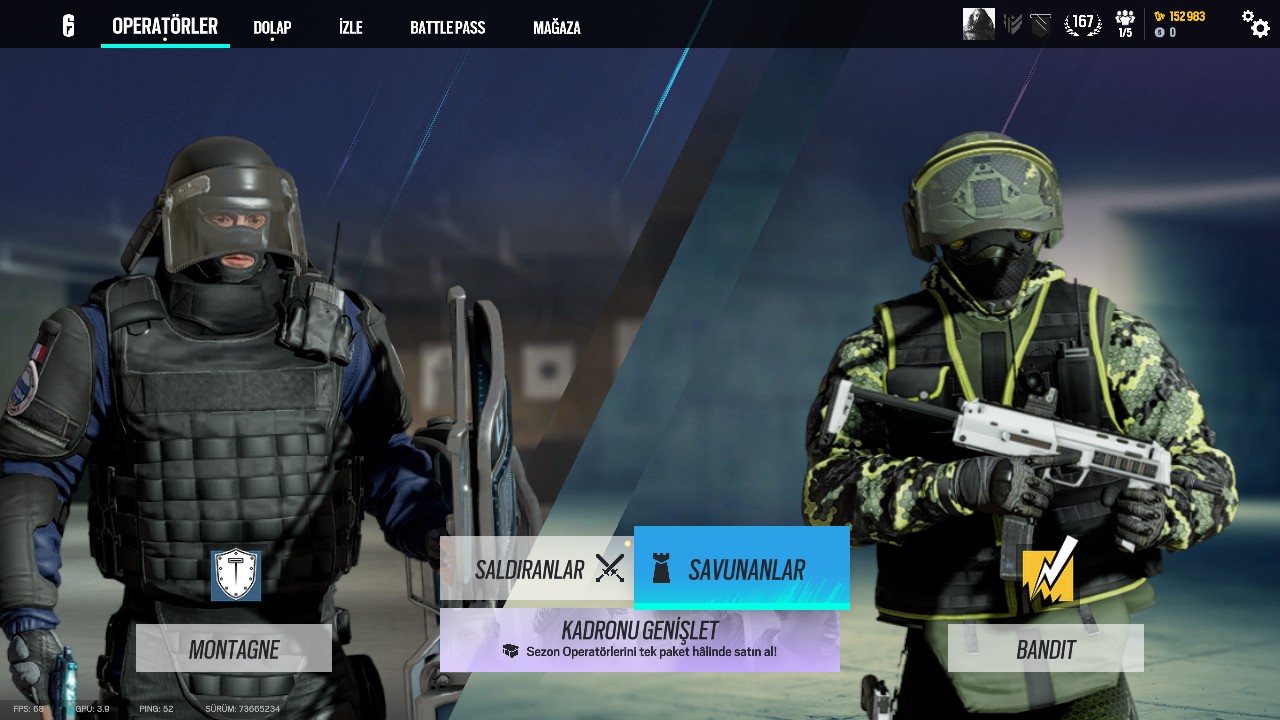 OPERATÖRLER
DOLAP
İZLE
BATTLE PASS
MAĞAZA
167
1/5
152 983
0
SALDIRANLAR
SAVUNANLAR
KADRONU GENİŞLET
Sezon Operatörlerini tek paket hâlinde satın al!
MONTAGNE
BANDIT
FPS: 68 GPU: 3.9 PING: 52 SÜRÜM: 73665234